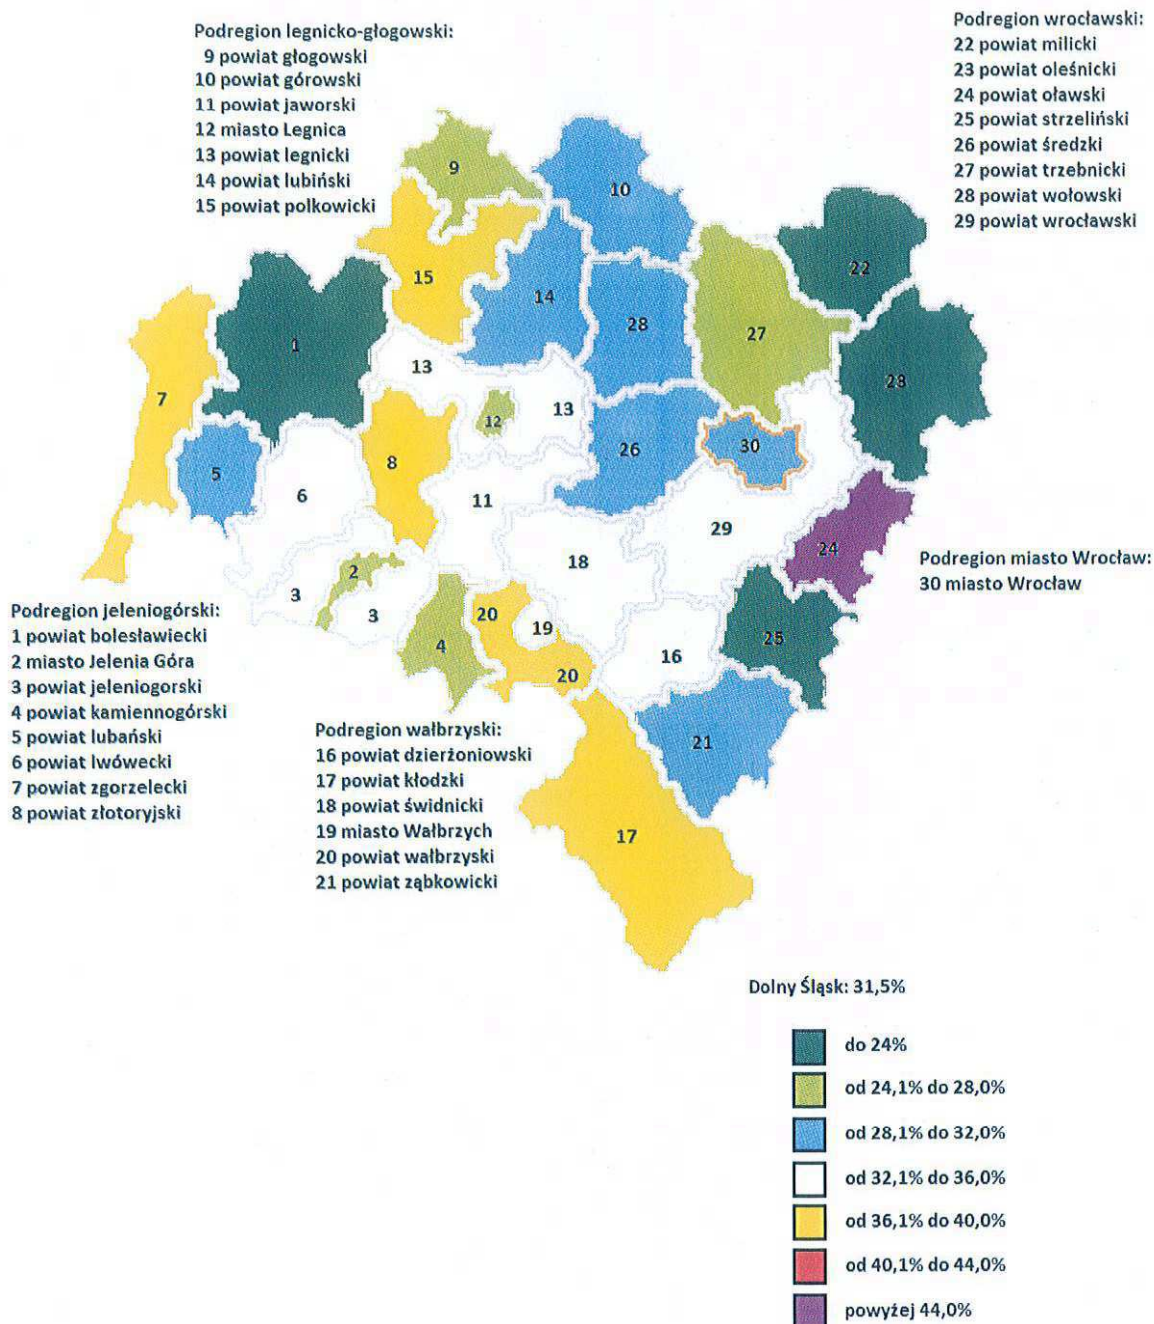 Podregion legnicko-głogowski:
9 powiat głogowski
10 powiat górowski
11 powiat jaworski
12 miasto Legnica
13 powiat legnicki
14 powiat lubiński
15 powiat polkowicki
Podregion wrocławski:
22 powiat milicki
23 powiat oleśnicki
24 powiat oławski
25 powiat strzeliński
26 powiat średzki
27 powiat trzebnicki
28 powiat wołowski
29 powiat wrocławski
9
10
22
15
14
28
27
1
13
23
7
12
13
8
26
30
5
6
11
29
24
18
2
3
3
20
19
4
16
25
20
21
17
Podregion miasto Wrocław:
30 miasto Wrocław
Podregion jeleniogórski:
1 powiat bolesławiecki
2 miasto Jelenia Góra
3 powiat jeleniogorski
4 powiat kamiennogórski
5 powiat lubański
6 powiat lwówecki
7 powiat zgorzelecki
8 powiat złotoryjski
Podregion wałbrzyski:
16 powiat dzierżoniowski
17 powiat kłodzki
18 powiat świdnicki
19 miasto Wałbrzych
20 powiat wałbrzyski
21 powiat ząbkowicki
Dolny Śląsk: 31,5%
do 24%
od 24,1% do 28,0%
od 28,1% do 32,0%
od 32,1% do 36,0%
od 36,1% do 40,0%
od 40,1% do 44,0%
powyżej 44,0%